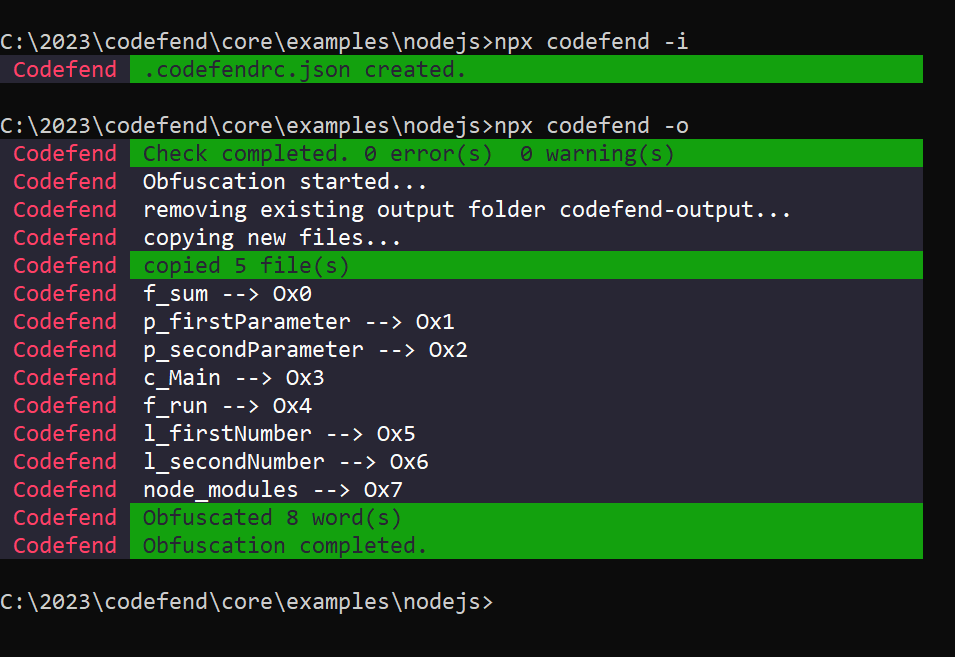 C:\2023\codefend\core\examples\nodejs>npx codefend -i
Codefend .codefendrc.json created.
C:\2023\codefend\core\examples\nodejs>npx codefend -o
Codefend Check completed. 0 error(s)  0 warning(s)
Codefend Obfuscation started...
Codefend removing existing output folder codefend-output...
Codefend copying new files...
Codefend copied 5 file(s)
Codefend f_sum --> Ox0
Codefend p_firstParameter --> Ox1
Codefend p_secondParameter --> Ox2
Codefend c_Main --> Ox3
Codefend f_run --> Ox4
Codefend l_firstNumber --> Ox5
Codefend l_secondNumber --> Ox6
Codefend node_modules --> Ox7
Codefend Obfuscated 8 word(s)
Codefend Obfuscation completed.
C:\2023\codefend\core\examples\nodejs>